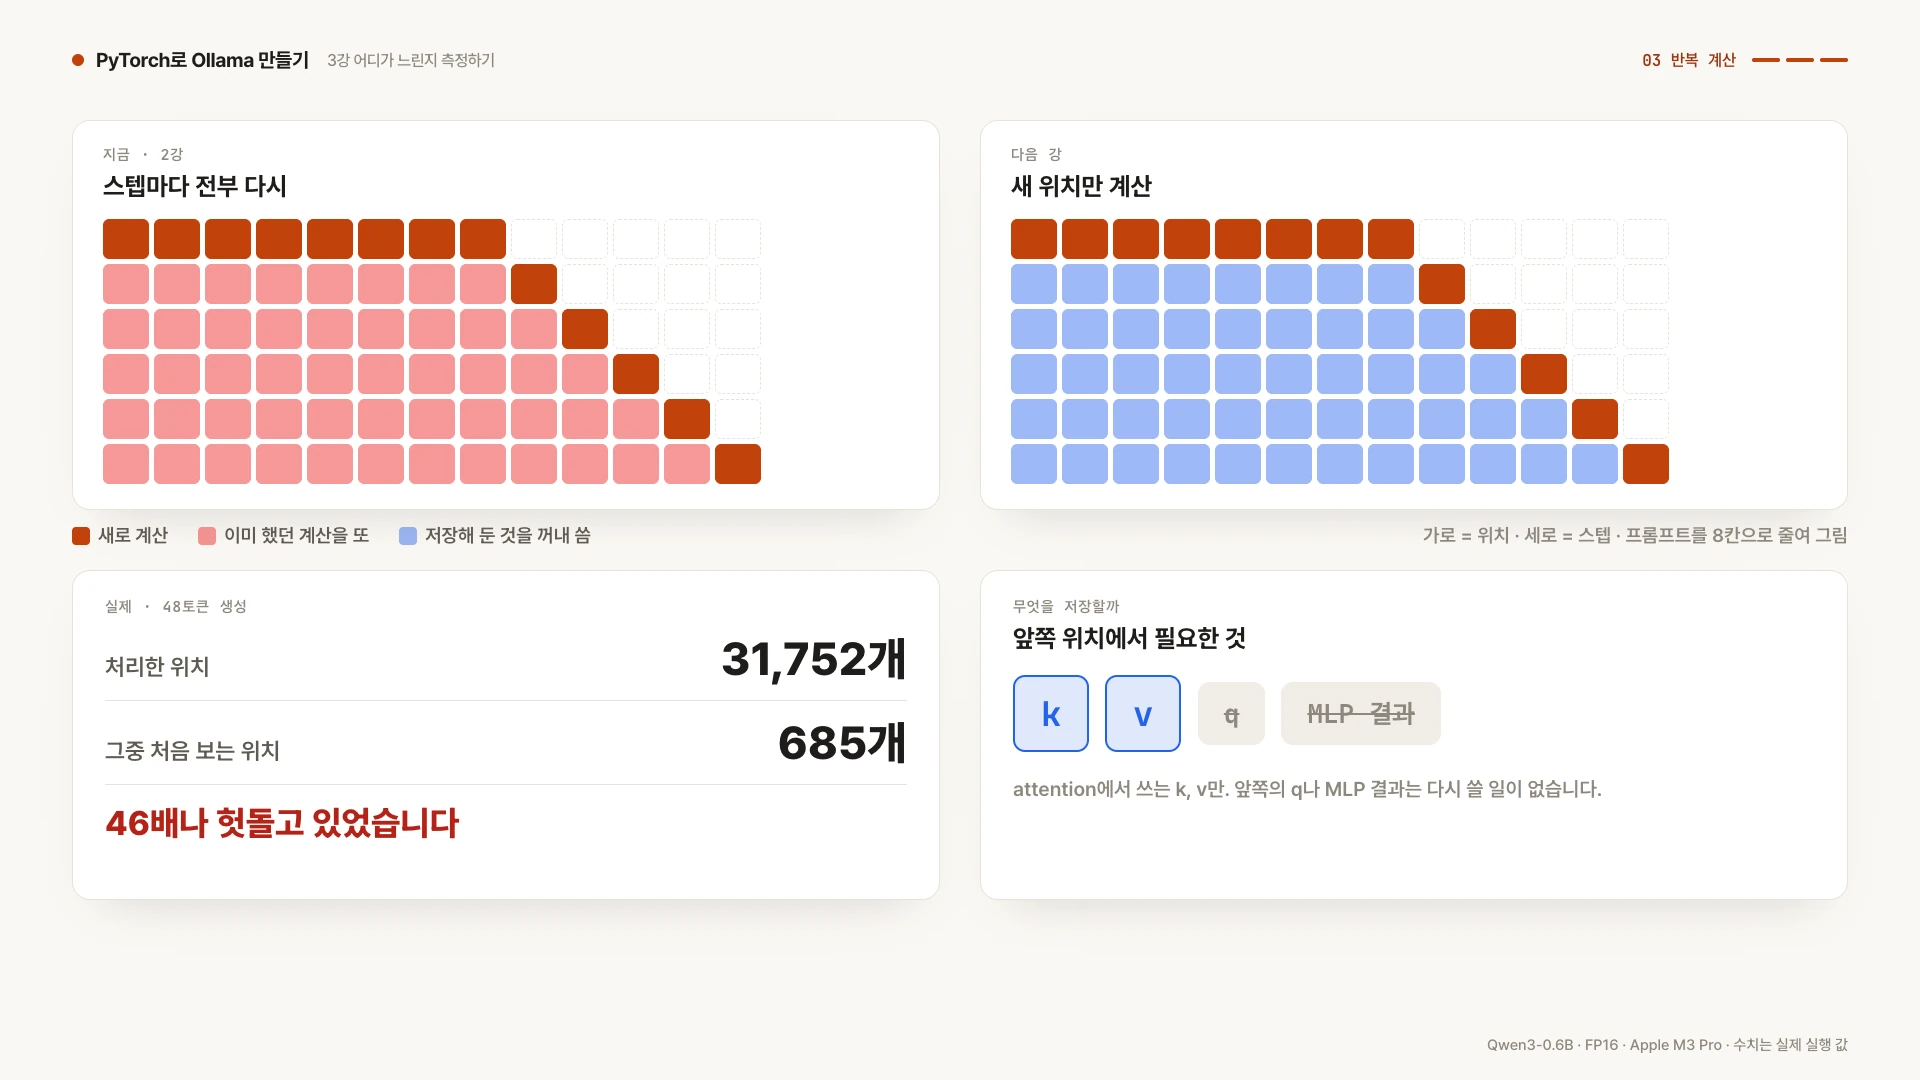 PyTorch로 Ollama 만들기 3강 어디가 느린지 측정하기
03 반복 계산
지금 · 2강
스텝마다 전부 다시
다음 강
새 위치만 계산
새로 계산 이미 했던 계산을 또 저장해 둔 것을 꺼내 씀
가로 = 위치 · 세로 = 스텝 · 프롬프트를 8칸으로 줄여 그림
실제 · 48토큰 생성
처리한 위치 31,752개
그중 처음 보는 위치 685개
46배나 헛돌고 있었습니다
무엇을 저장할까
앞쪽 위치에서 필요한 것
k v q MLP 결과
attention에서 쓰는 k, v만. 앞쪽의 q나 MLP 결과는 다시 쓸 일이 없습니다.
Qwen3-0.6B · FP16 · Apple M3 Pro · 수치는 실제 실행 값